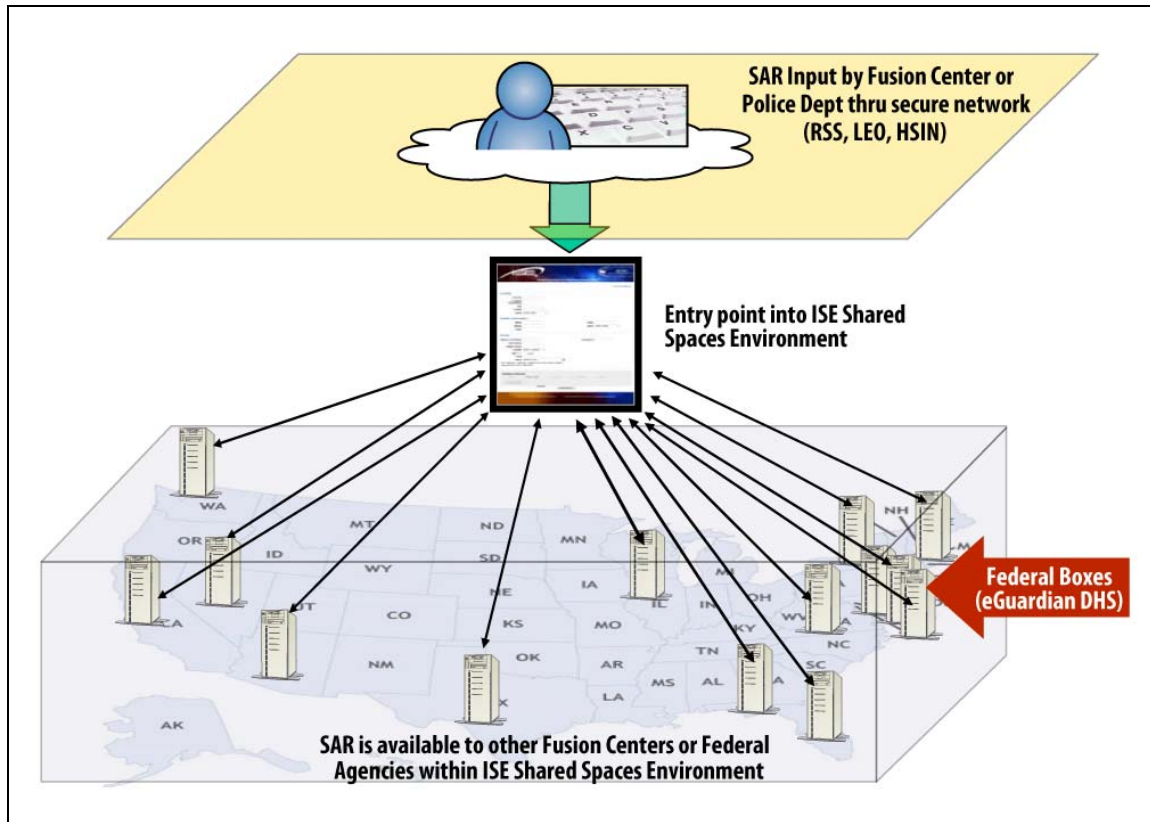 SAR Input by Fusion Center or
Police Dept thru secure network
(RSS, LEO, HSIN)
Entry point into ISE Shared
Spaces Environment
WA
MT
ND
MN
NH
OR
ID
SD
WY
MI
NE
IA
IL
IN
OH
UT
CO
KS
MO
KY
WV
VA
CA
NC
NM
OK
AR
TN
SC
MS
AL
LA
AK
Federal Boxes
(eGuardian DHS)
SAR is available to other Fusion Centers or Federal
Agencies within ISE Shared Spaces Environment